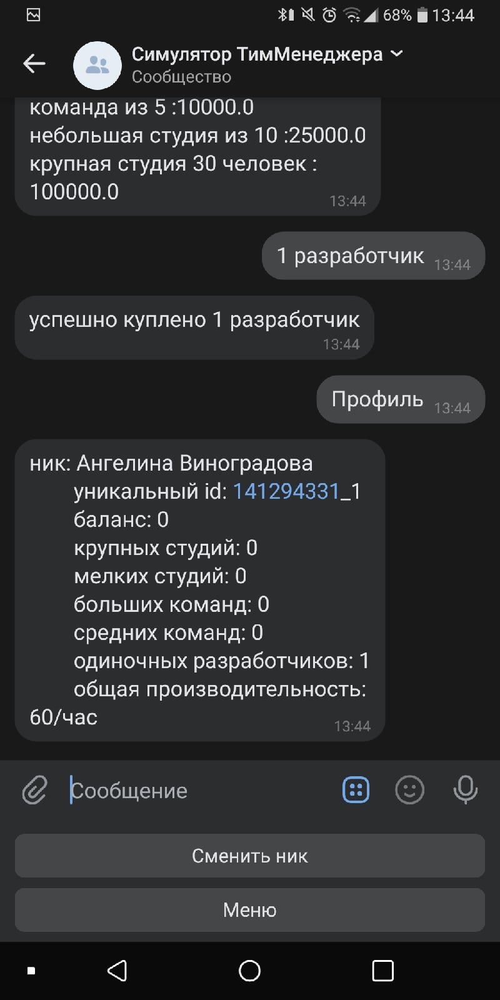 68% 13:44
Симулятор ТимМенеджера
Сообщество
команда из 5 :10000.0
небольшая студия из 10 :25000.0
крупная студия 30 человек :
100000.0
13:44
1 разработчик 13:44
успешно куплено 1 разработчик
13:44
Профиль 13:44
ник: Ангелина Виноградова
уникальный id: 141294331_1
баланс: 0
крупных студий: 0
мелких студий: 0
больших команд: 0
средних команд: 0
одиночных разработчиков: 1
общая производительность:
60/час
13:44
Сообщение
Сменить ник
Меню